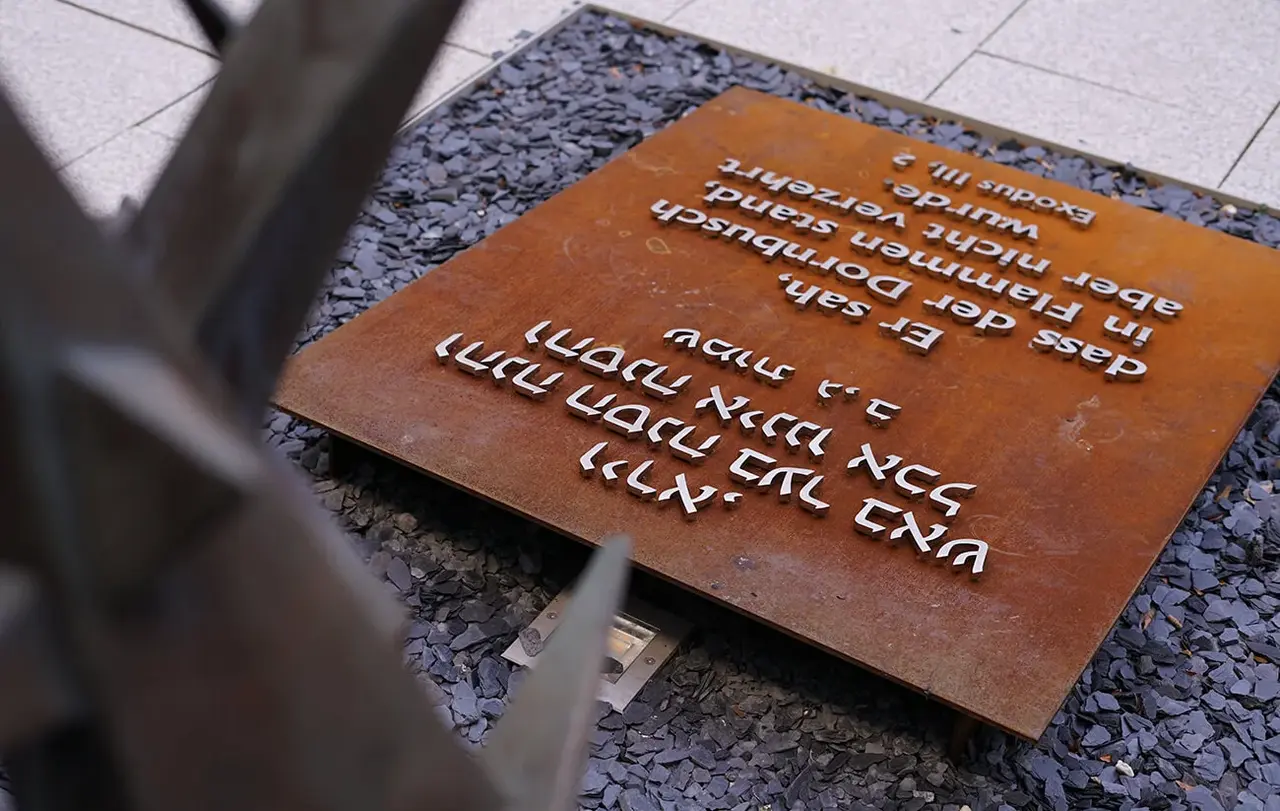 וירא,
והנה הסנה בער באש
והסנה איננו אכל
שמות ג׳ ב
Er sah,
dass der Dornbusch
in Flammen stand,
aber nicht verzehrt
wurde.
Exodus III, 2